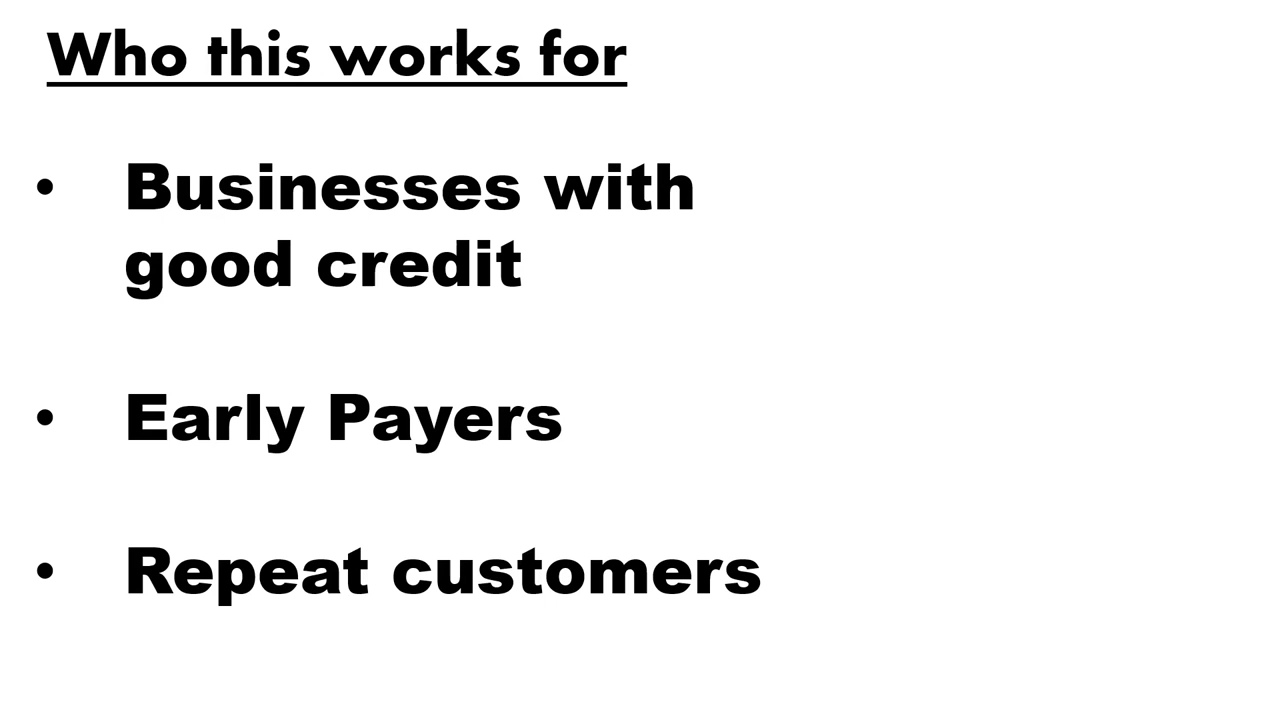 Who this works for
• Businesses with
good credit
• Early Payers
• Repeat customers